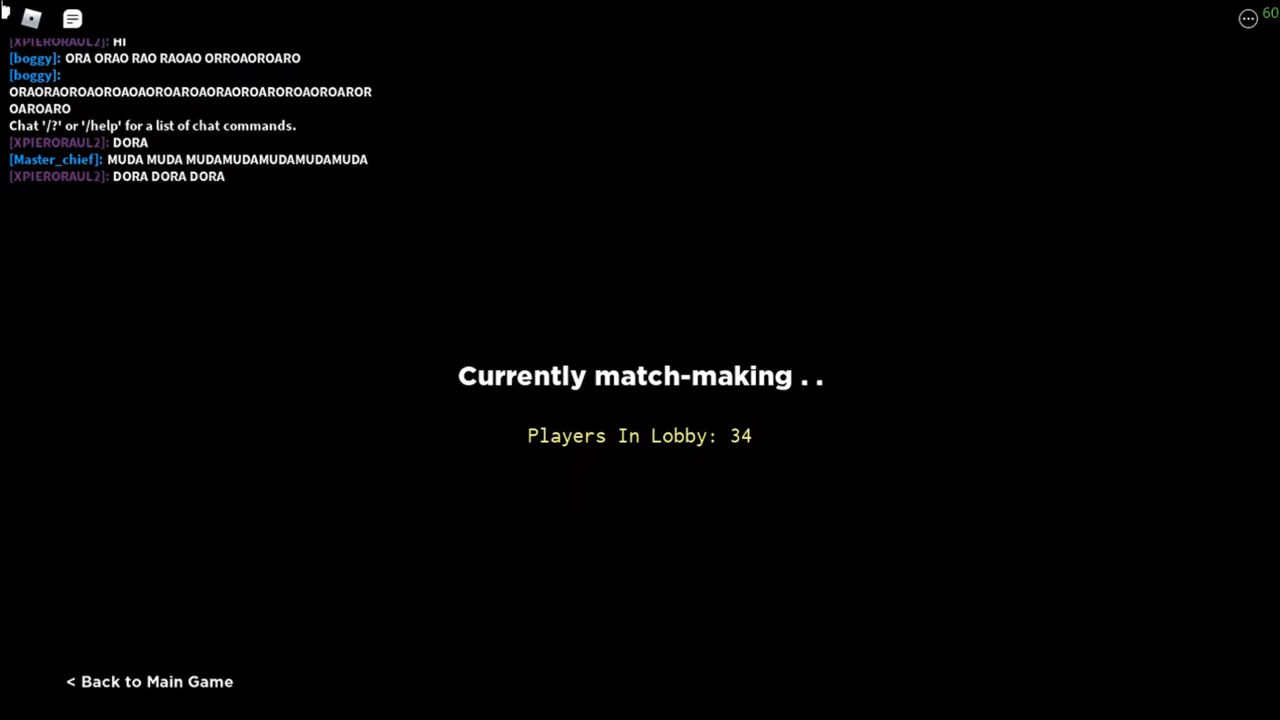 60
[XPIERORAUL2]: HI
[boggy]: ORA ORAO RAO RAOAO ORROAOROARO
[boggy]:
ORAORAOROAOROAOAOROAROAORAOROAROROAOROAROR
OAROARO
Chat '/?' or '/help' for a list of chat commands.
[XPIERORAUL2]: DORA
[Master_chief]: MUDA MUDA MUDAMUDAMUDAMUDAMUDA
[XPIERORAUL2]: DORA DORA DORA
Currently match-making . .
Players In Lobby: 34
< Back to Main Game